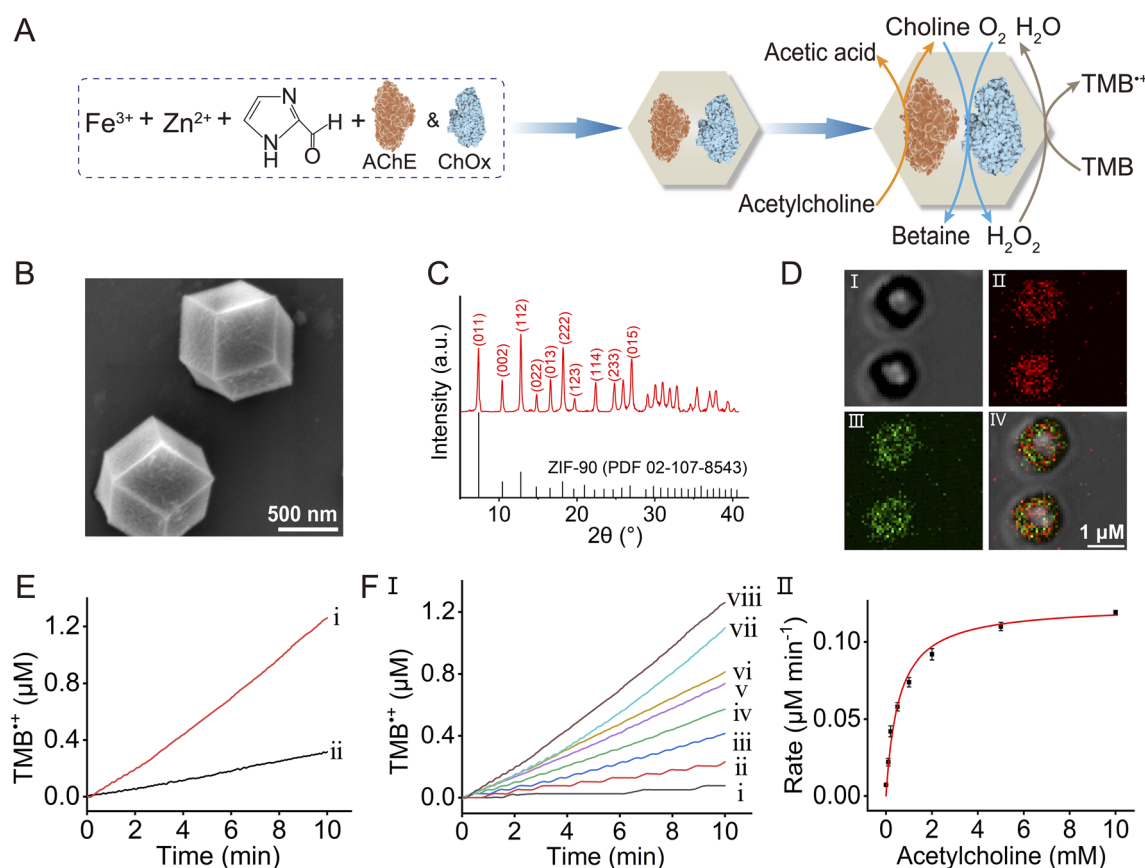 A
Fe³⁺ + Zn²⁺ + N NH O H + AChE & ChOx
Acetic acid
Choline O₂ H₂O
TMB•⁺
TMB
Acetylcholine
Betaine H₂O₂
B
500 nm
C
Intensity (a.u.)
(011) (002) (112) (022) (013) (222) (123) (114) (233) (015)
ZIF-90 (PDF 02-107-8543)
10 20 30 40
2θ (°)
D
I II
III IV
1 μM
E
TMB•⁺ (μM)
1.2
0.8
0.4
0.0
i
ii
0 2 4 6 8 10
Time (min)
F I
TMB•⁺ (μM)
1.2
0.8
0.4
0.0
viii
vii
vi
v
iv
iii
ii
i
0 2 4 6 8 10
Time (min)
II
Rate (μM min⁻¹)
0.10
0.05
0.00
0 2 4 6 8 10
Acetylcholine (mM)